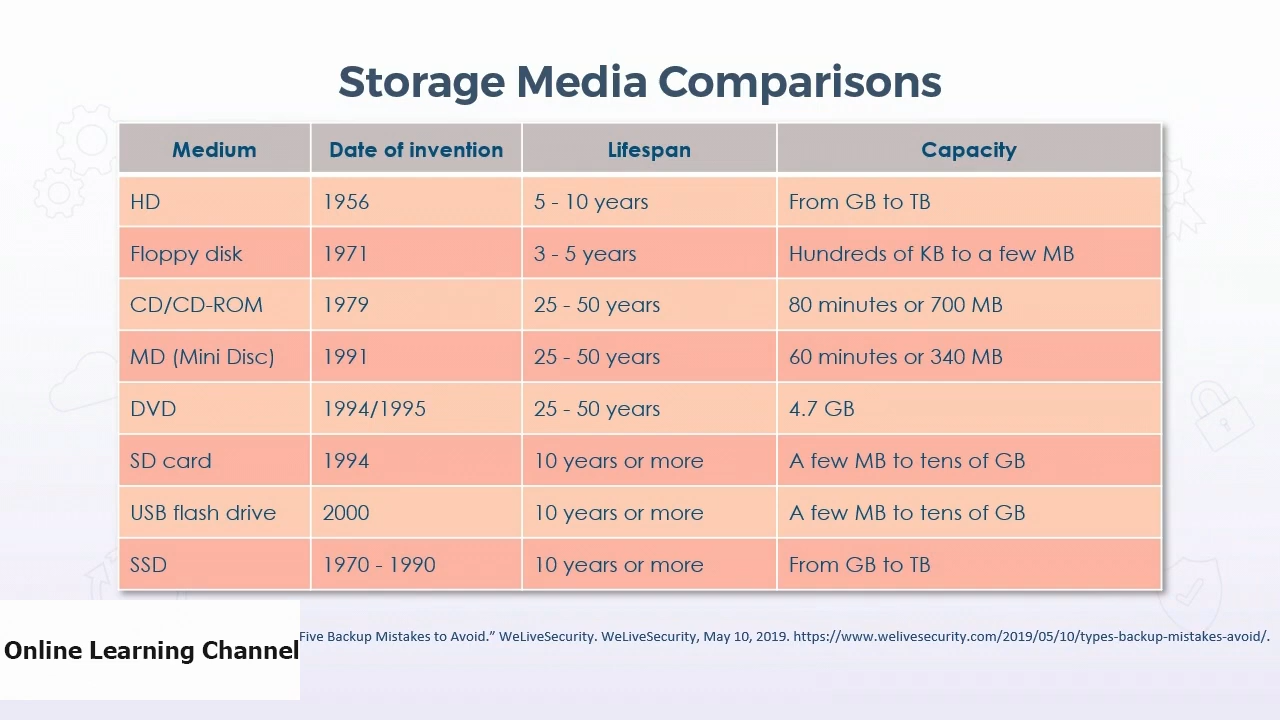 Storage Media Comparisons
Medium Date of invention Lifespan Capacity
HD 1956 5 - 10 years From GB to TB
Floppy disk 1971 3 - 5 years Hundreds of KB to a few MB
CD/CD-ROM 1979 25 - 50 years 80 minutes or 700 MB
MD (Mini Disc) 1991 25 - 50 years 60 minutes or 340 MB
DVD 1994/1995 25 - 50 years 4.7 GB
SD card 1994 10 years or more A few MB to tens of GB
USB flash drive 2000 10 years or more A few MB to tens of GB
SSD 1970 - 1990 10 years or more From GB to TB
Five Backup Mistakes to Avoid.” WeLiveSecurity. WeLiveSecurity, May 10, 2019. https://www.welivesecurity.com/2019/05/10/types-backup-mistakes-avoid/.
Online Learning Channel